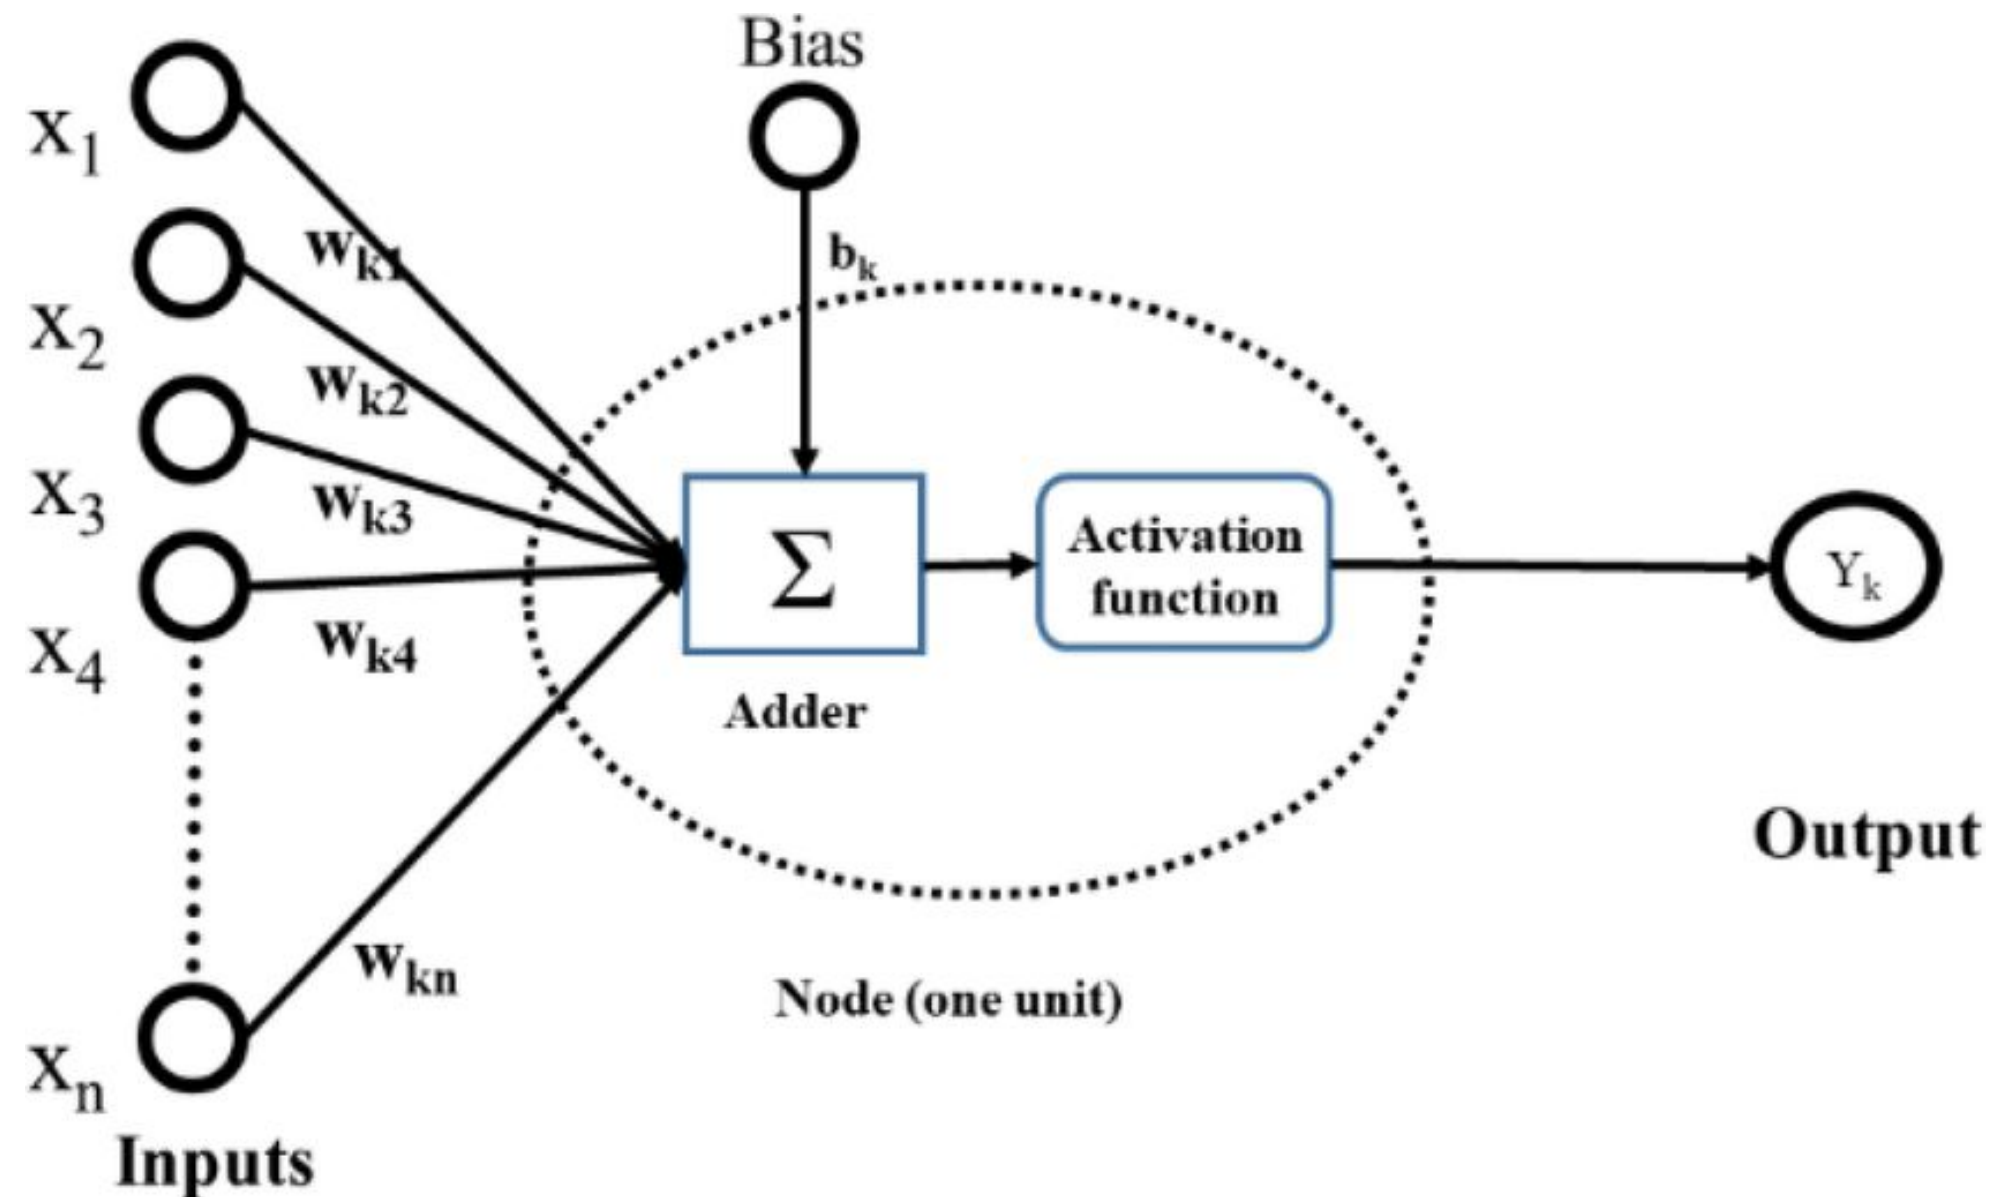 Bias
X1
wk1
bk
X2
wk2
X3
wk3
Σ
Activation
function
Yk
X4
wk4
Adder
Output
wkn
Node (one unit)
Xn
Inputs